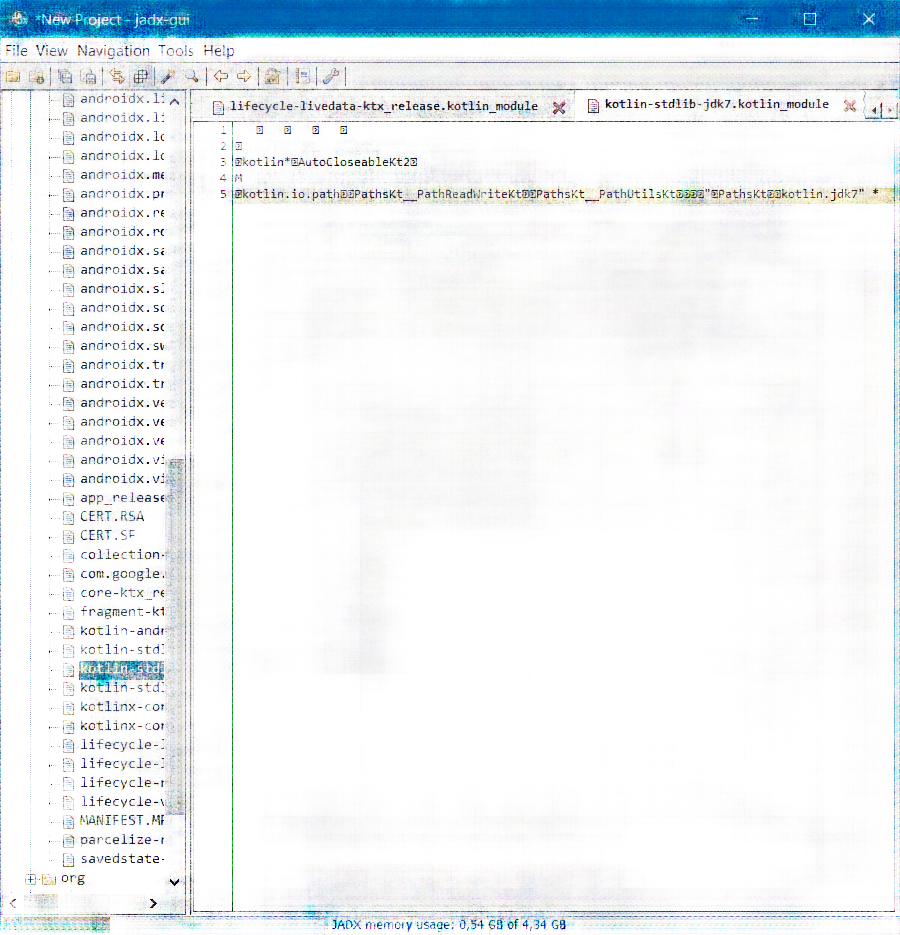 *New Project - jadx-gui
File View Navigation Tools Help
androidx.li
androidx.li
androidx.lo
androidx.lo
androidx.me
androidx.pr
androidx.re
androidx.ro
androidx.sa
androidx.sa
androidx.sl
androidx.sq
androidx.sq
androidx.sw
androidx.tr
androidx.tr
androidx.ve
androidx.ve
androidx.ve
androidx.vi
androidx.vi
app_release
CERT.RSA
CERT.SF
collection-
com.google.
core-ktx_re
fragment-kt
kotlin-andr
kotlin-stdl
kotlin-stdl
kotlin-stdl
kotlinx-cor
kotlinx-cor
lifecycle-l
lifecycle-l
lifecycle-r
lifecycle-v
MANIFEST.MF
parcelize-r
savedstate-
org
lifecycle-livedata-ktx_release.kotlin_module
kotlin-stdlib-jdk7.kotlin_module
1
2
3 kotlin* AutoCloseableKt2
4 M
5 kotlin.io.path PathsKt__PathReadWriteKt PathsKt__PathUtilsKt " PathsKt kotlin.jdk7" *
JADX memory usage: 0,54 GB of 4,34 GB